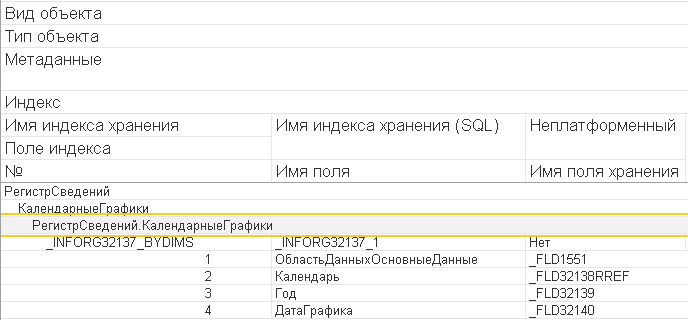 Вид объекта
Тип объекта
Метаданные
Индекс
Имя индекса хранения Имя индекса хранения (SQL) Неплатформенный
Поле индекса
№ Имя поля Имя поля хранения
РегистрСведений
КалендарныеГрафики
РегистрСведений.КалендарныеГрафики
_INFORG32137_BYDIMS _INFORG32137_1 Нет
1 ОбластьДанныхОсновныеДанные _FLD1551
2 Календарь _FLD32138RREF
3 Год _FLD32139
4 ДатаГрафика _FLD32140